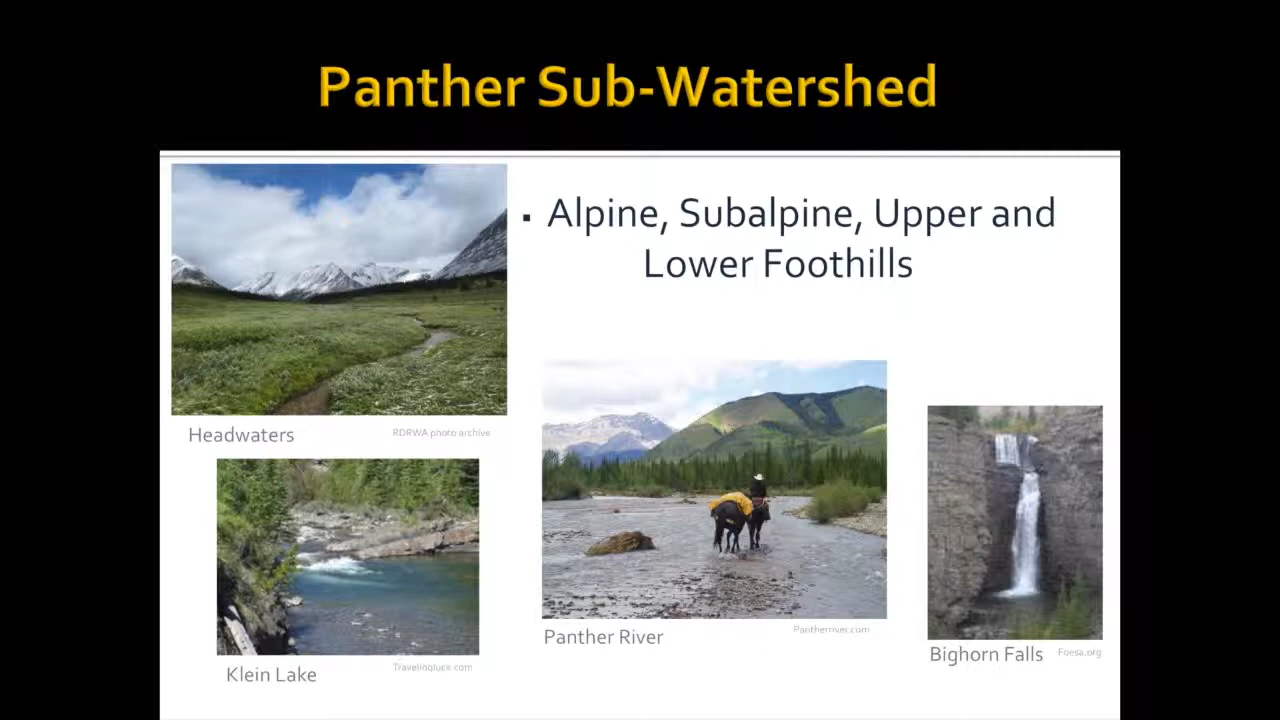 Panther Sub-Watershed
▪ Alpine, Subalpine, Upper and
Lower Foothills
Headwaters
RDRWA photo archive
Klein Lake
Travelingluck.com
Panther River
Pantherriver.com
Bighorn Falls
Foesa.org